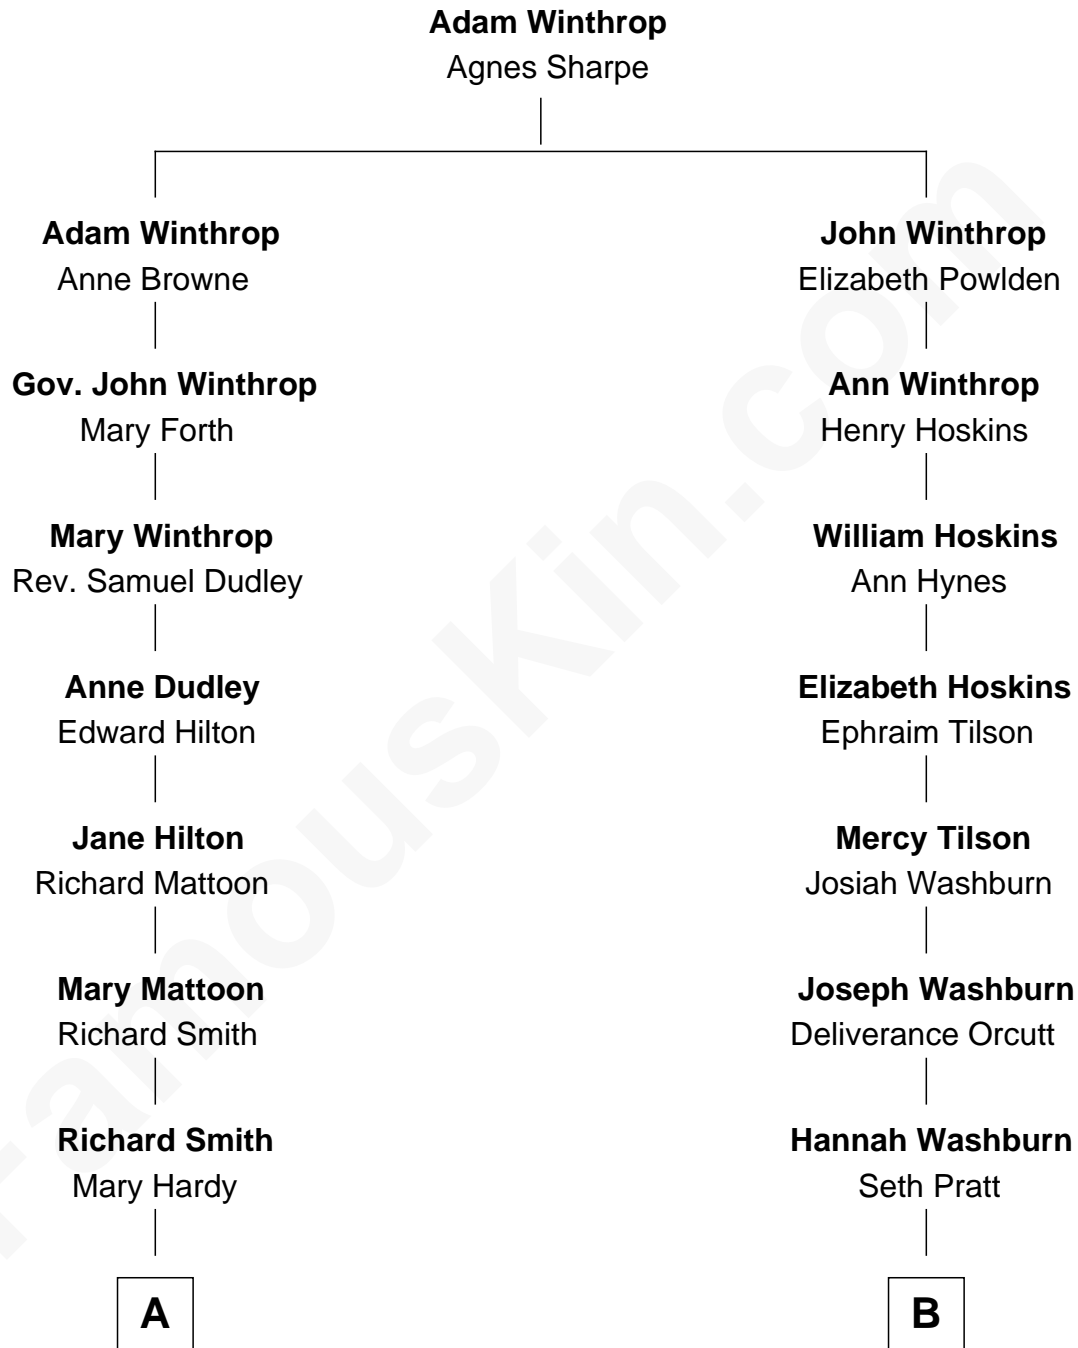 Adam Winthrop
Agnes Sharpe
Adam Winthrop
Anne Browne
John Winthrop
Elizabeth Powlden
Gov. John Winthrop
Mary Forth
Ann Winthrop
Henry Hoskins
Mary Winthrop
Rev. Samuel Dudley
William Hoskins
Ann Hynes
Anne Dudley
Edward Hilton
Elizabeth Hoskins
Ephraim Tilson
Jane Hilton
Richard Mattoon
Mercy Tilson
Josiah Washburn
Mary Mattoon
Richard Smith
Joseph Washburn
Deliverance Orcutt
Richard Smith
Mary Hardy
Hannah Washburn
Seth Pratt
A
B
FamousKin.com